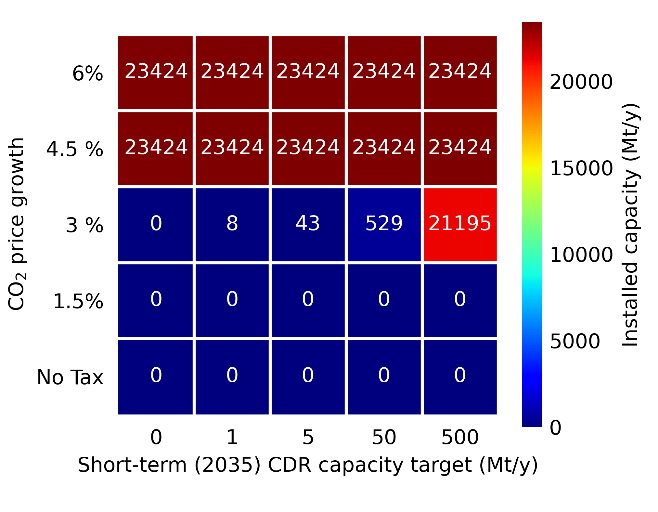 6% 23424 23424 23424 23424 23424
4.5 % 23424 23424 23424 23424 23424
3 % 0 8 43 529 21195
1.5% 0 0 0 0 0
No Tax 0 0 0 0 0
0 1 5 50 500
Short-term (2035) CDR capacity target (Mt/y)
CO₂ price growth
20000
15000
10000
5000
0
Installed capacity (Mt/y)